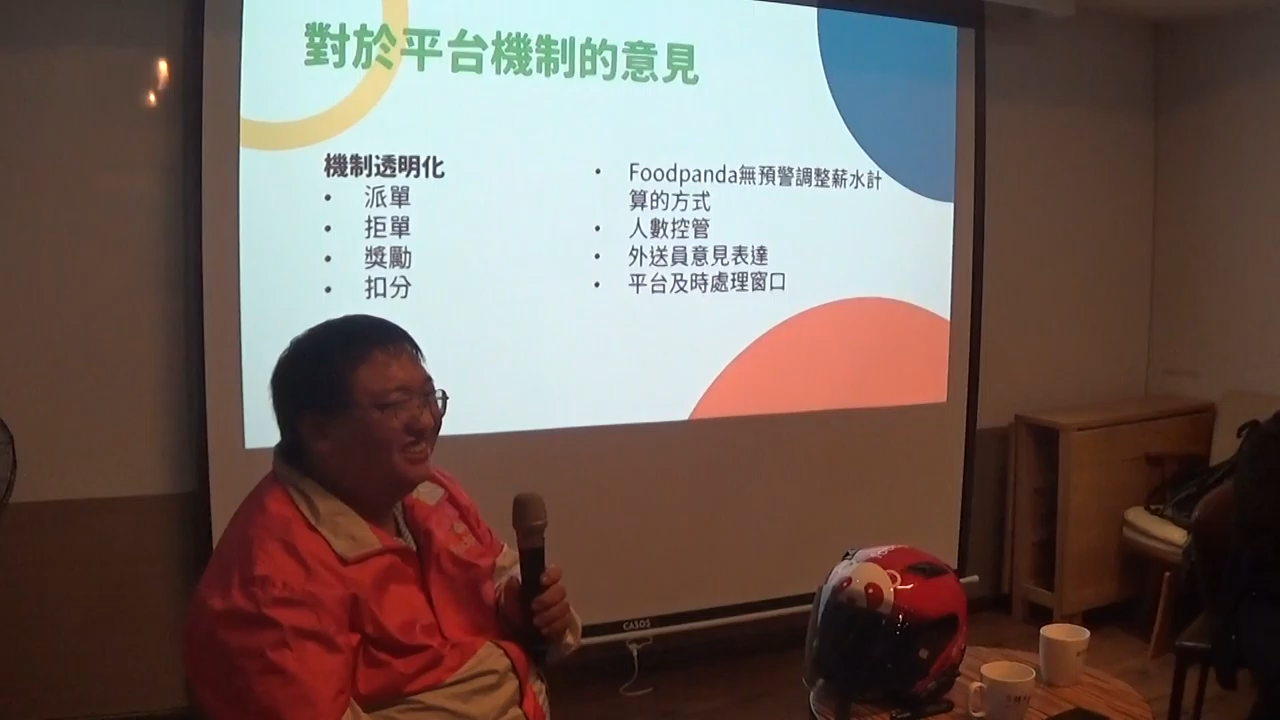 對於平台機制的意見
機制透明化
• 派單
• 拒單
• 獎勵
• 扣分
• Foodpanda無預警調整薪水計
算的方式
• 人數控管
• 外送員意見表達
• 平台及時處理窗口
CASOS